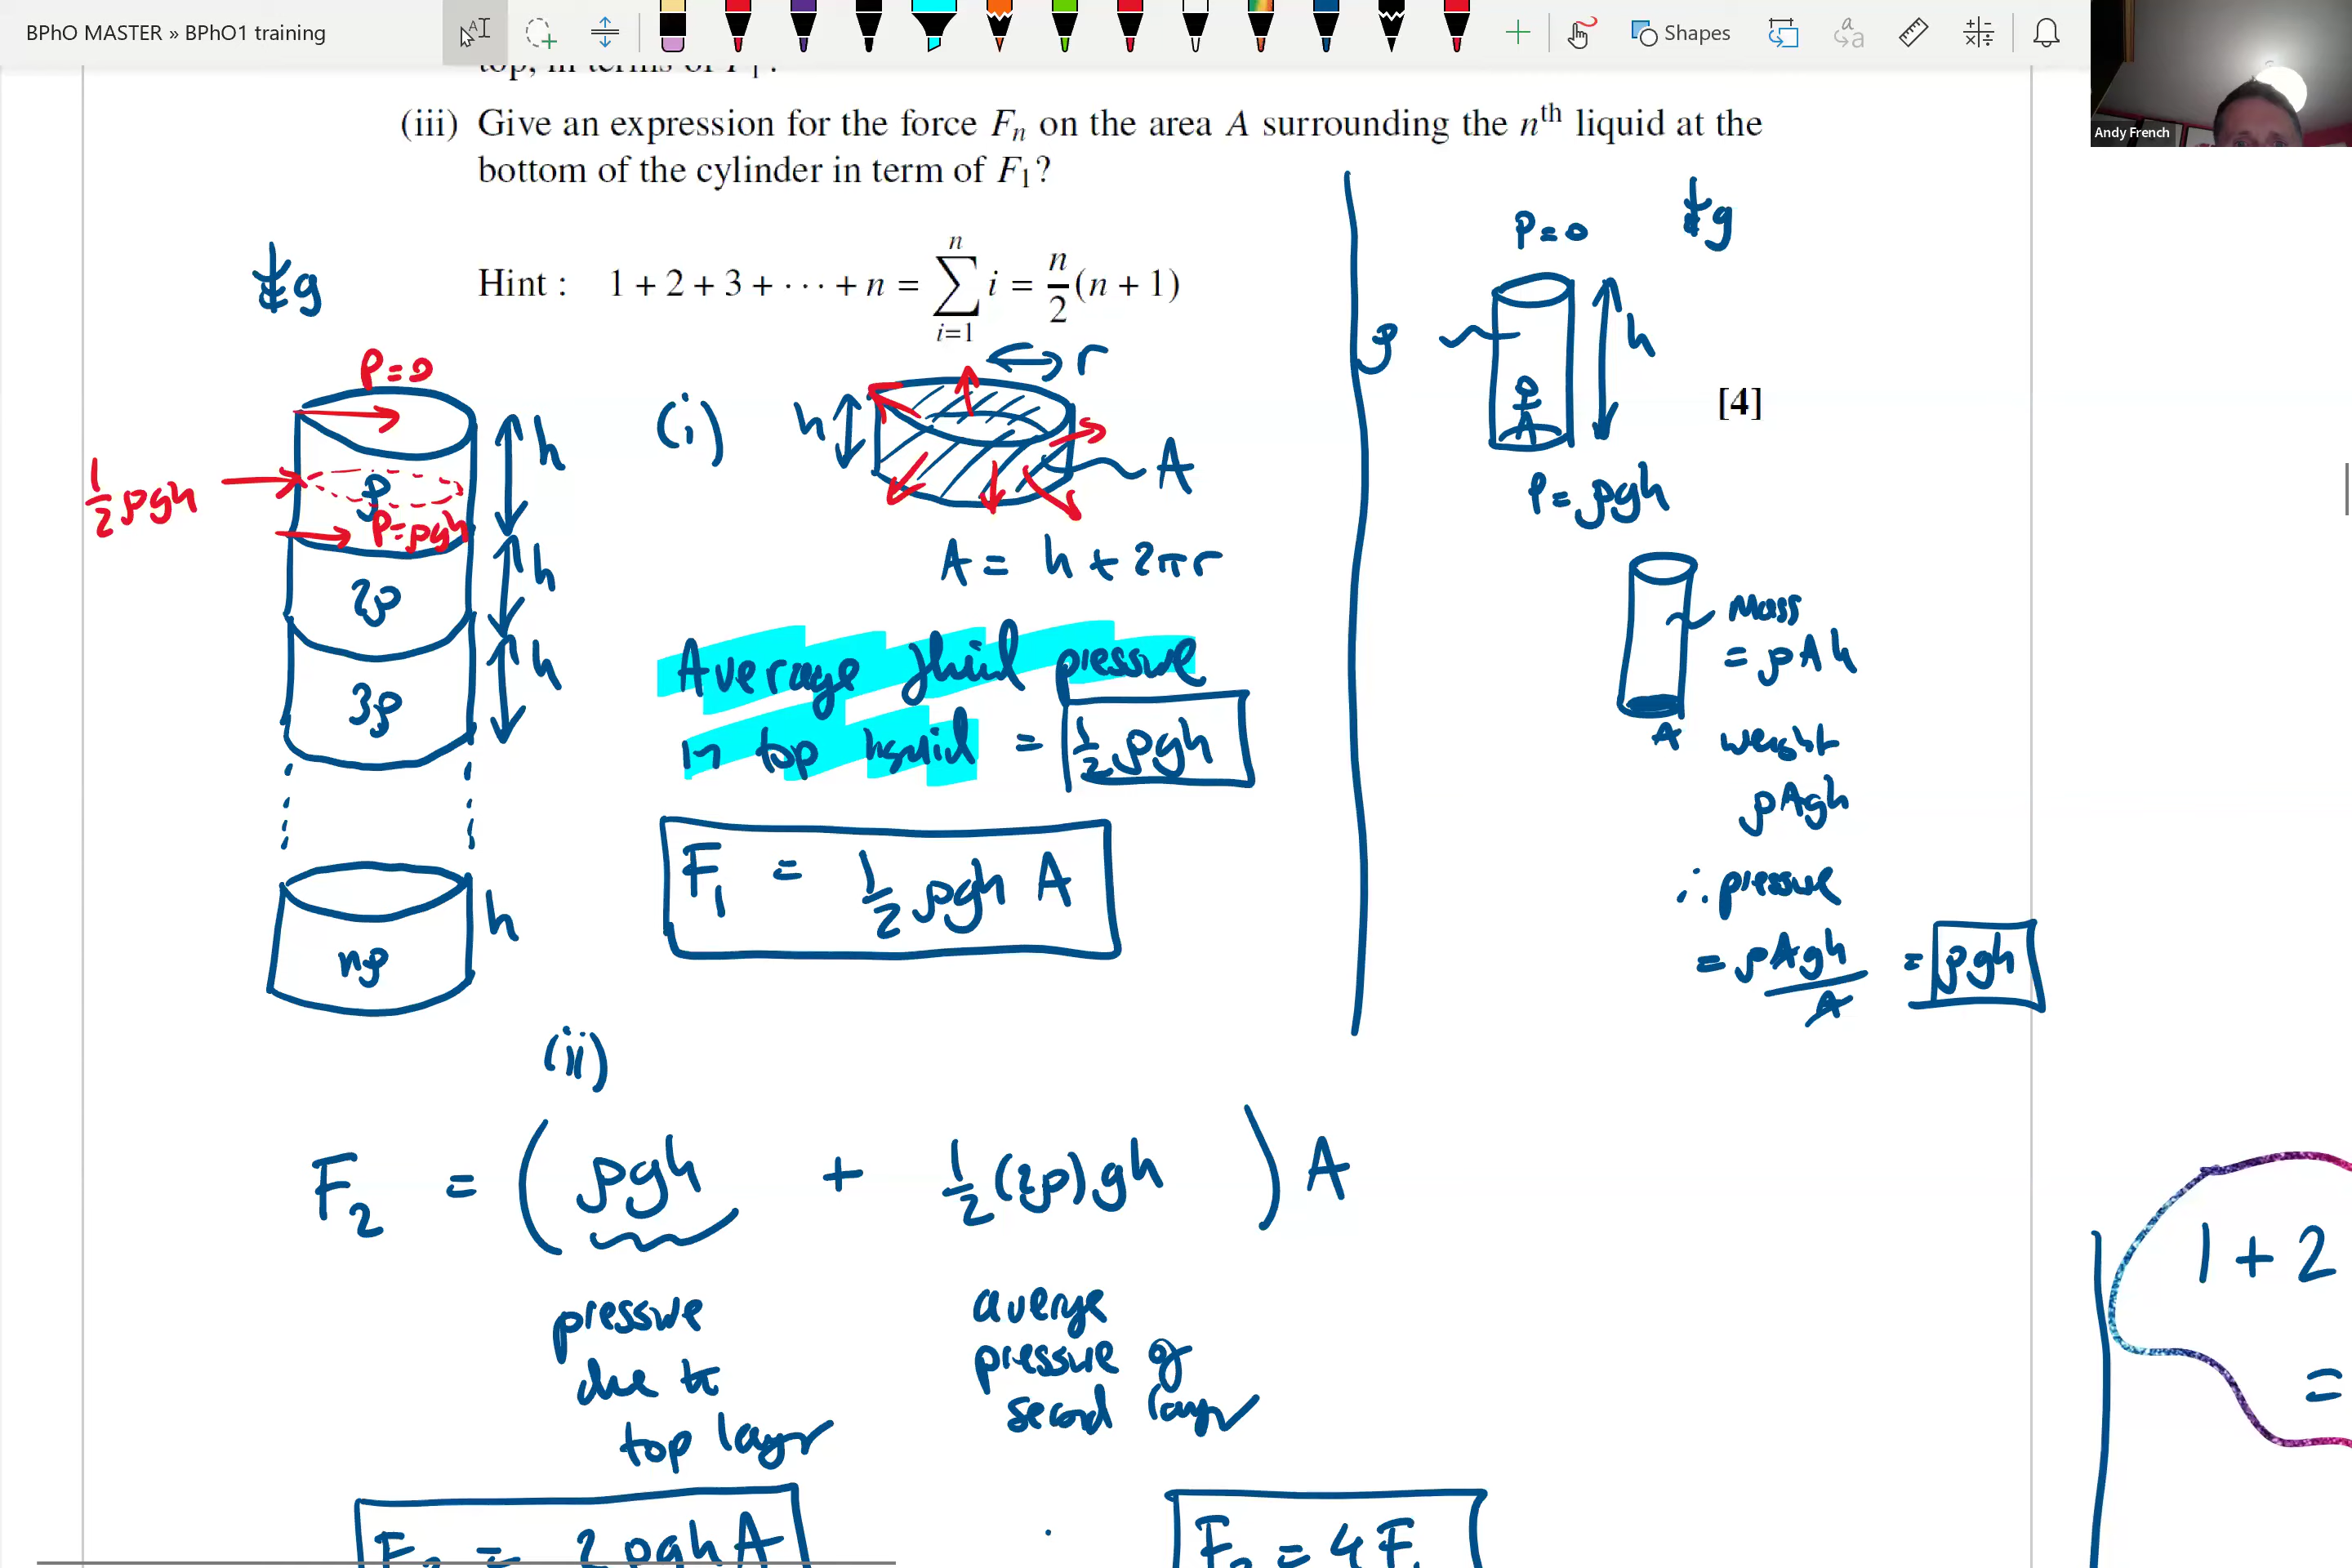 BPhO MASTER » BPhO1 training
Shapes
Andy French
(iii) Give an expression for the force Fₙ on the area A surrounding the nᵗʰ liquid at the
bottom of the cylinder in term of F₁?
Hint : 1 + 2 + 3 + · · · + n = ∑ᵢ₌₁ⁿ i = n/2 (n + 1)
[4]
↓g
P=0
½ρgh
ρ
P=ρgh
h
2ρ
h
3ρ
h
nρ
h
(i)
h
r
A
A = h × 2πr
Average fluid pressure
in top liquid = ½ρgh
F₁ = ½ρgh A
↓g
P=0
ρ
h
P
A
P=ρgh
Mass
= ρAh
A
weight
ρAgh
∴ pressure
= ρAgh/A = ρgh
(ii)
F₂ = ( ρgh + ½(2ρ)gh ) A
pressure
due to
top layer
average
pressure of
second layer
F₂ = 2ρghA
∴ F₂ = 4F₁
1 + 2
=